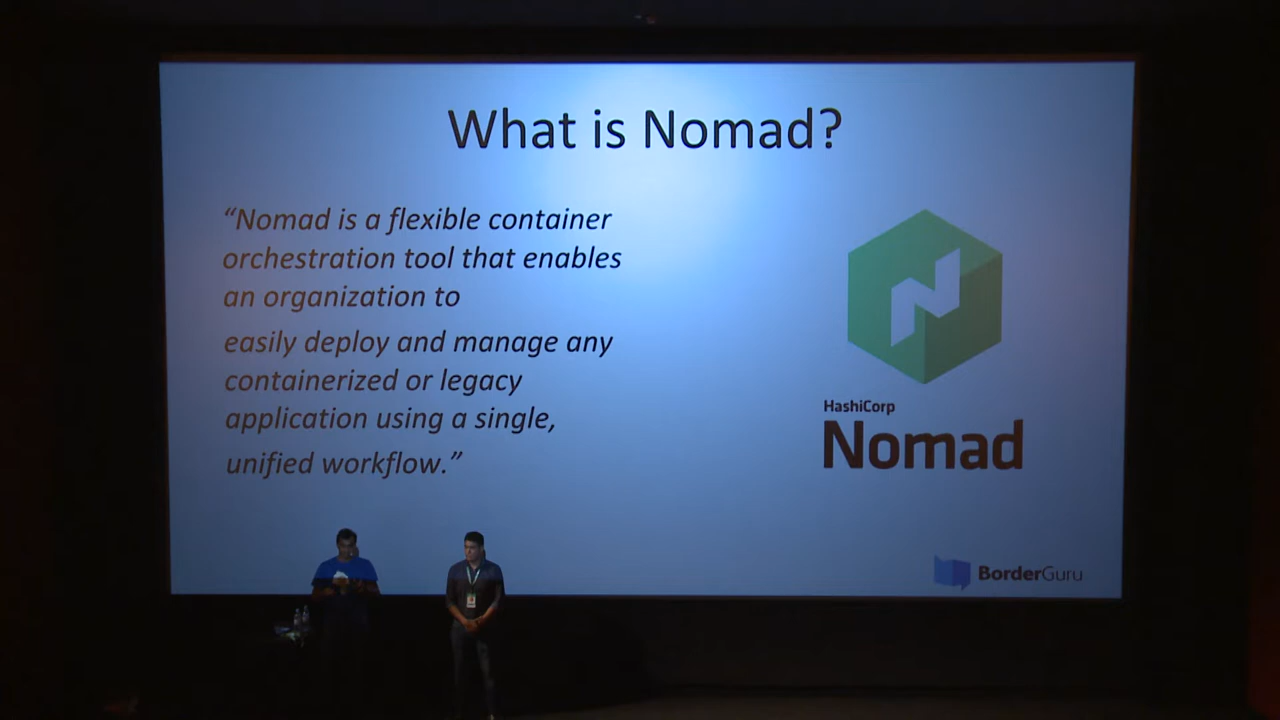 What is Nomad?
“Nomad is a flexible container
orchestration tool that enables
an organization to
easily deploy and manage any
containerized or legacy
application using a single,
unified workflow.”
HashiCorp
Nomad
BorderGuru